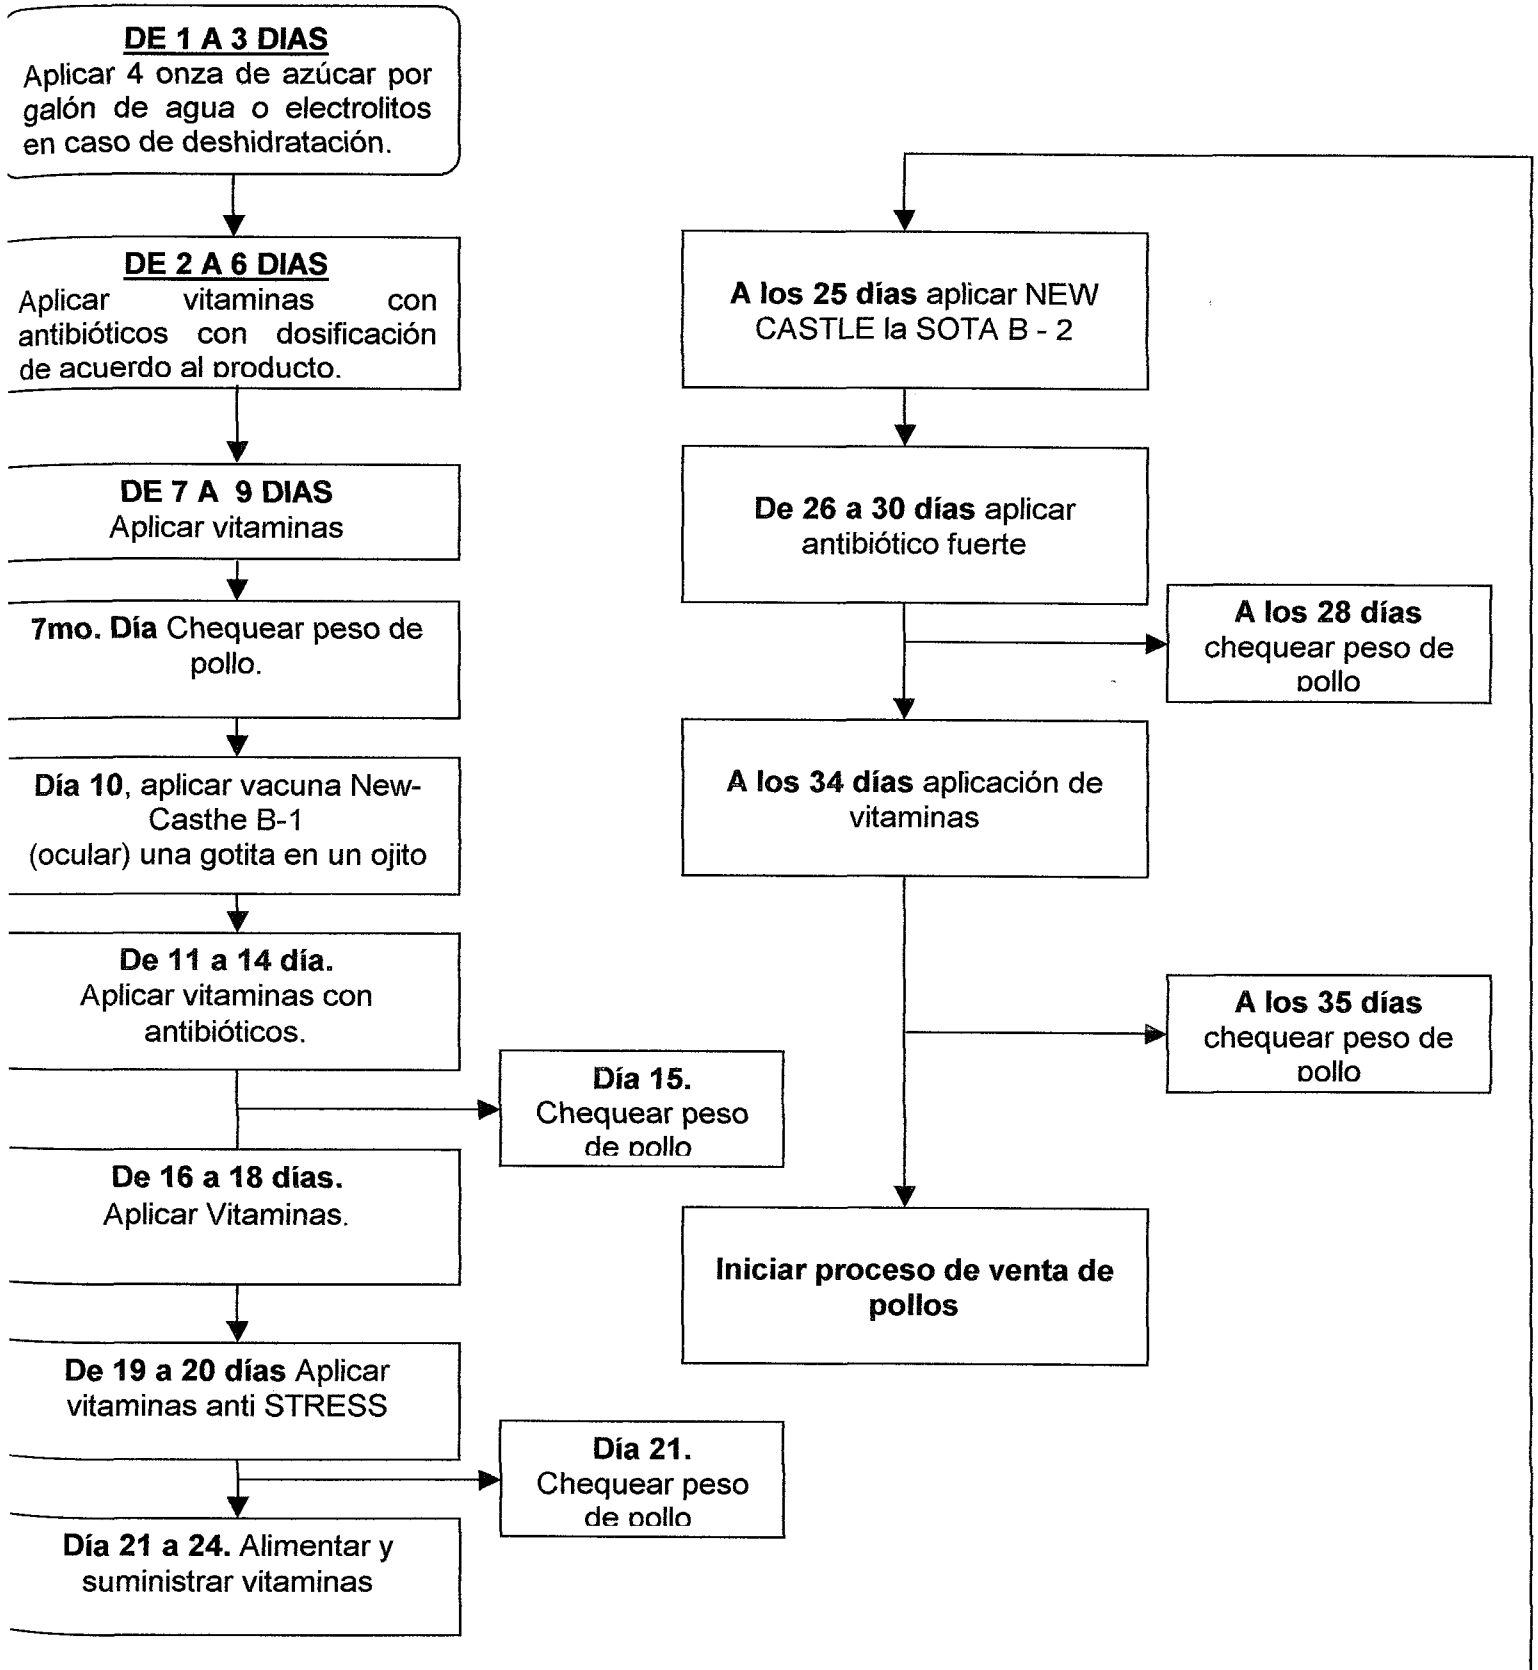 DE 1 A 3 DIAS
Aplicar 4 onza de azúcar por
galón de agua o electrolitos
en caso de deshidratación.
DE 2 A 6 DIAS
Aplicar vitaminas con
antibióticos con dosificación
de acuerdo al producto.
DE 7 A 9 DIAS
Aplicar vitaminas
7mo. Día Chequear peso de
pollo.
Día 10, aplicar vacuna New-
Casthe B-1
(ocular) una gotita en un ojito
De 11 a 14 día.
Aplicar vitaminas con
antibióticos.
Día 15.
Chequear peso
de pollo
De 16 a 18 días.
Aplicar Vitaminas.
De 19 a 20 días Aplicar
vitaminas anti STRESS
Día 21.
Chequear peso
de pollo
Día 21 a 24. Alimentar y
suministrar vitaminas
A los 25 días aplicar NEW
CASTLE la SOTA B - 2
De 26 a 30 días aplicar
antibiótico fuerte
A los 28 días
chequear peso de
pollo
A los 34 días aplicación de
vitaminas
A los 35 días
chequear peso de
pollo
Iniciar proceso de venta de
pollos